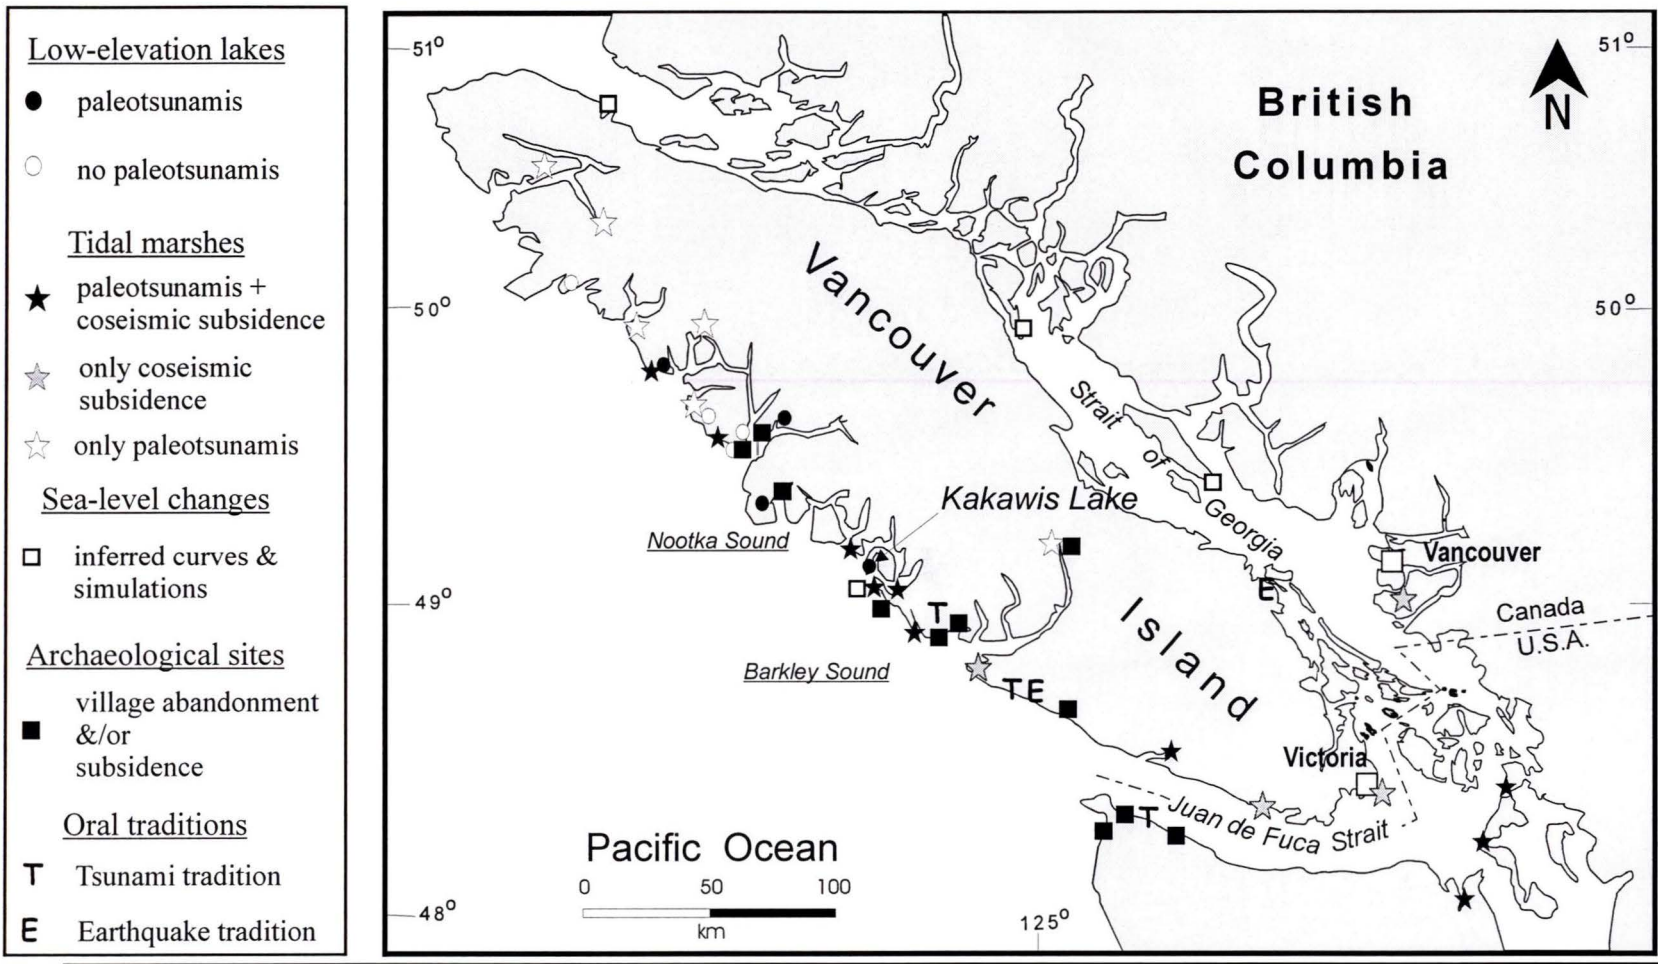 Low-elevation lakes
paleotsunamis
no paleotsunamis
Tidal marshes
paleotsunamis +
coseismic subsidence
only coseismic
subsidence
only paleotsunamis
Sea-level changes
inferred curves &
simulations
Archaeological sites
village abandonment
&/or
subsidence
Oral traditions
T Tsunami tradition
E Earthquake tradition
51°
51°
British
Columbia
N
50°
50°
Vancouver
Island
Strait
of
Georgia
Kakawis Lake
Nootka Sound
Vancouver
E
49°
T
Canada
U.S.A.
Barkley Sound
T E
Victoria
T
Juan de Fuca Strait
Pacific Ocean
0 50 100
km
48°
125°